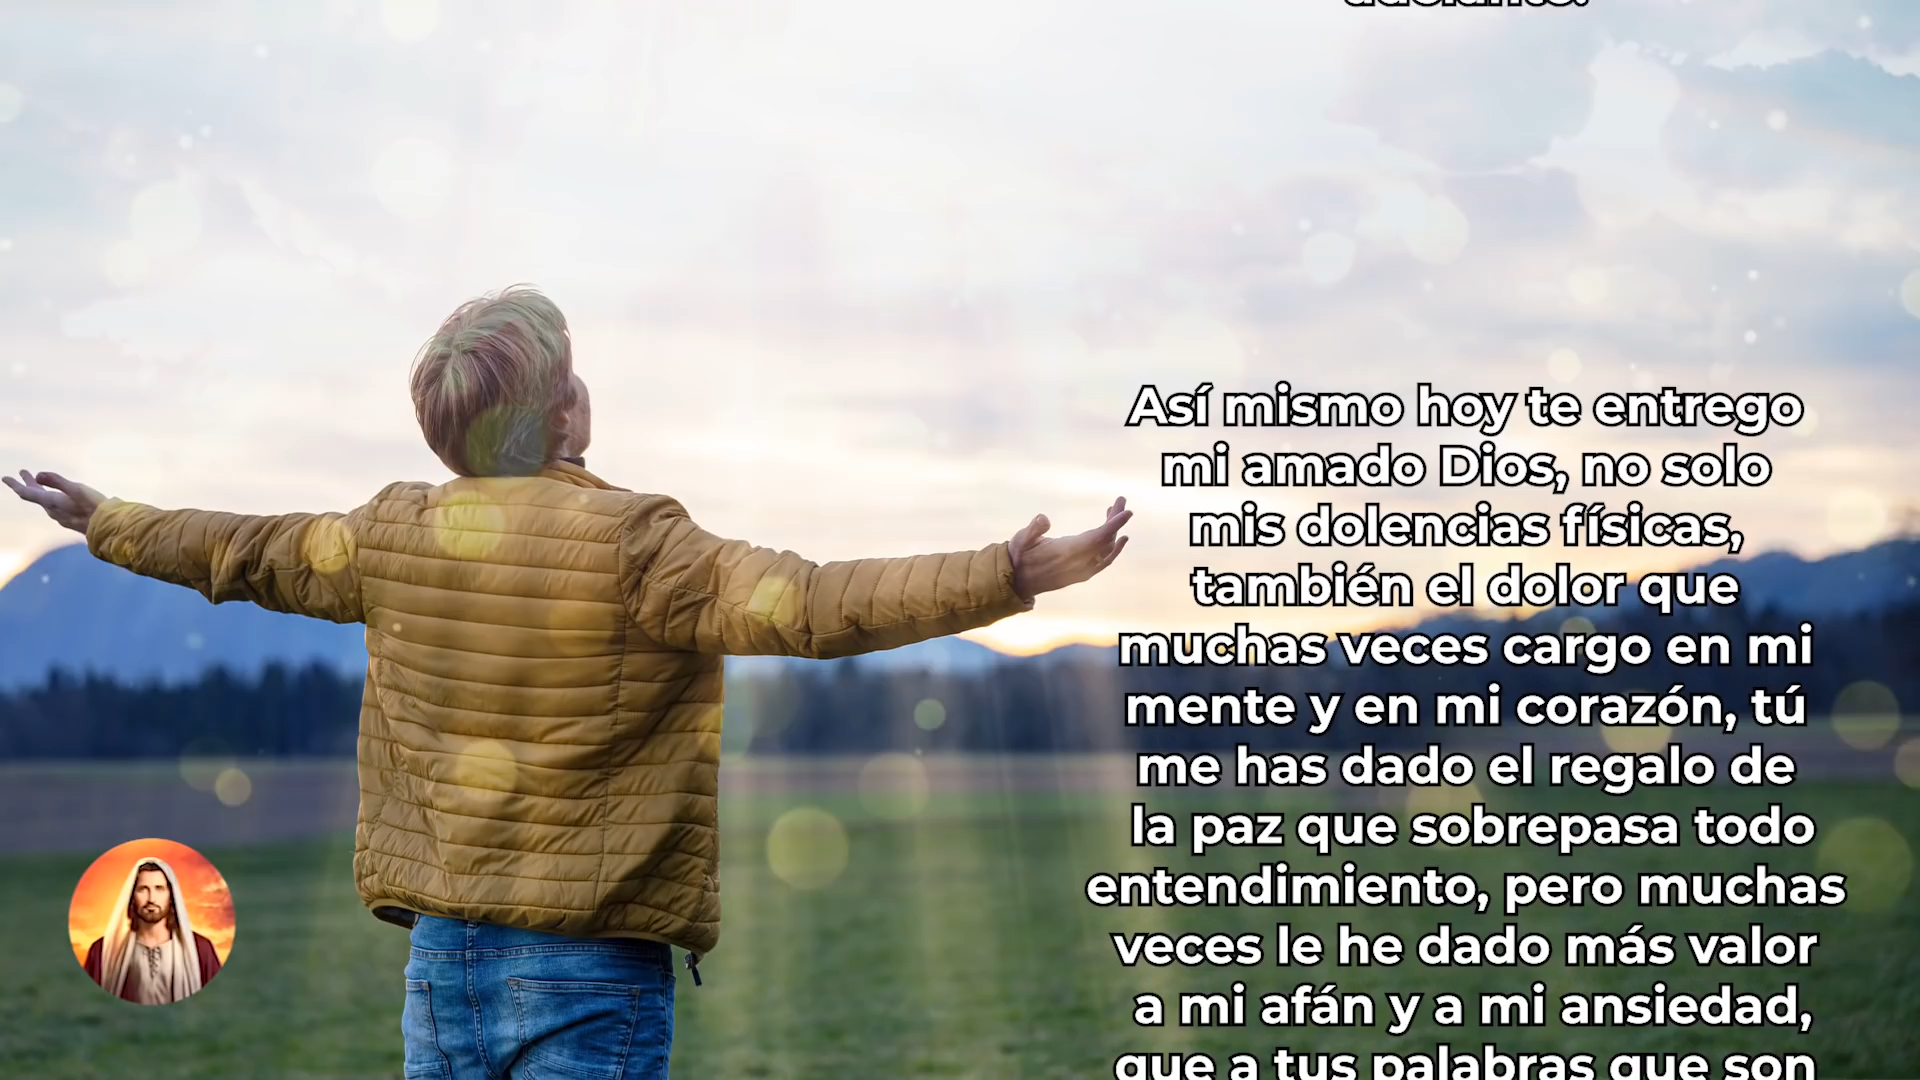 adelante.
Así mismo hoy te entrego
mi amado Dios, no solo
mis dolencias físicas,
también el dolor que
muchas veces cargo en mi
mente y en mi corazón, tú
me has dado el regalo de
la paz que sobrepasa todo
entendimiento, pero muchas
veces le he dado más valor
a mi afán y a mi ansiedad,
que a tus palabras que son